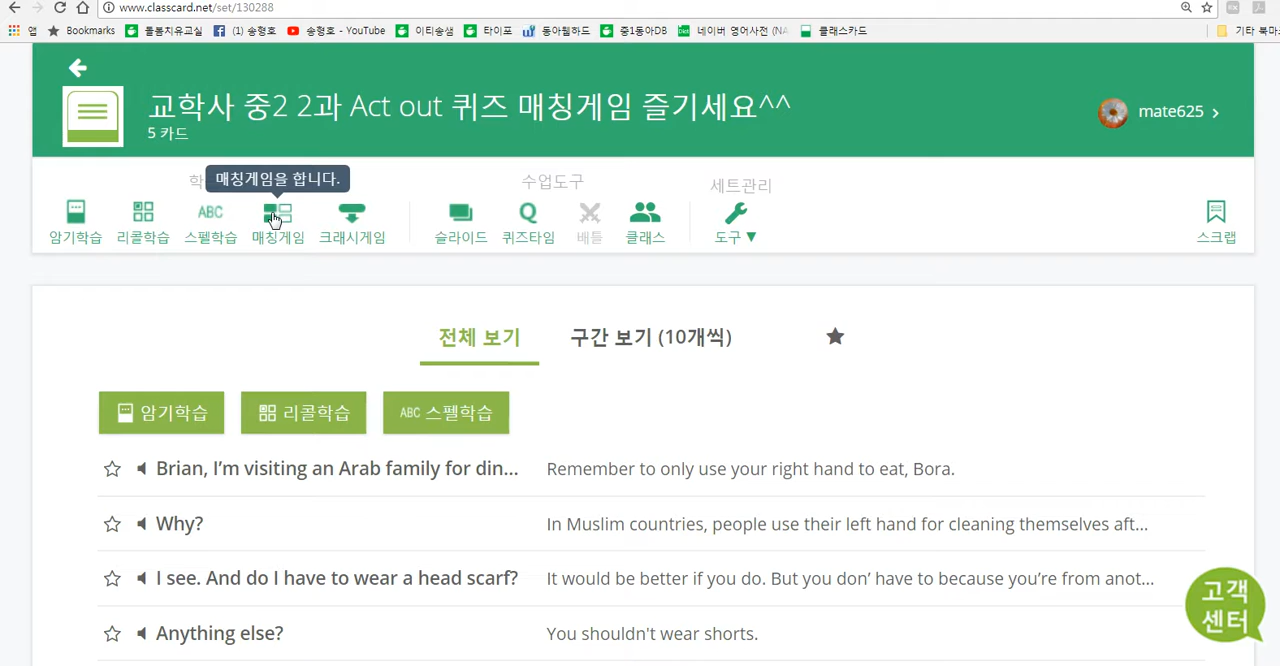 www.classcard.net/set/130288
앱 Bookmarks 돌봄치유교실 (1) 송형호 송형호 - YouTube 이티송샘 타이포 동아웰하드 중1동아DB 네이버 영어사전 (NA 클래스카드 기타 북마
교학사 중2 2과 Act out 퀴즈 매칭게임 즐기세요^^
5 카드
mate625
매칭게임을 합니다.
수업도구
세트관리
암기학습 리콜학습 스펠학습 매칭게임 크래시게임 슬라이드 퀴즈타임 배틀 클래스 도구▼ 스크랩
전체 보기 구간 보기 (10개씩)
암기학습 리콜학습 ABC 스펠학습
Brian, I’m visiting an Arab family for din... Remember to only use your right hand to eat, Bora.
Why? In Muslim countries, people use their left hand for cleaning themselves aft...
I see. And do I have to wear a head scarf? It would be better if you do. But you don’ have to because you’re from anot...
고객
센터
Anything else? You shouldn't wear shorts.